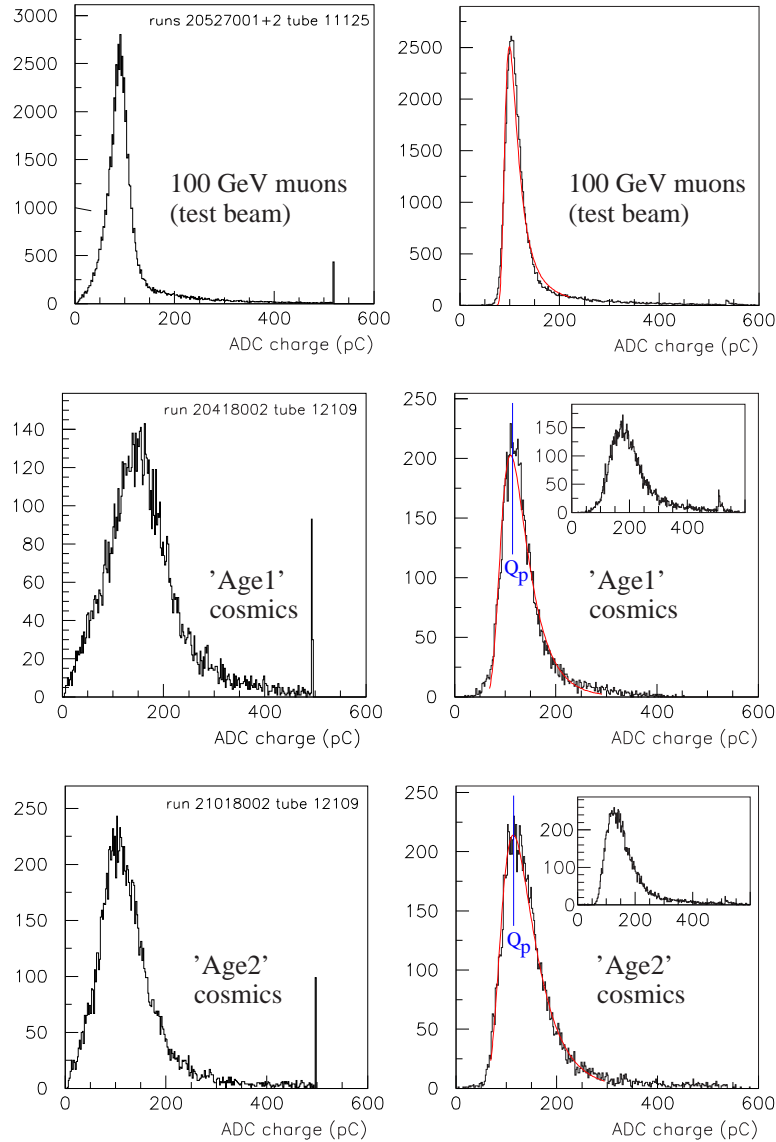 runs 20527001+2 tube 11125
3000
2500
2000
1500
1000
500
0
100 GeV muons
(test beam)
0 200 400 600
ADC charge (pC)
2500
2000
1500
1000
500
0
100 GeV muons
(test beam)
0 200 400 600
ADC charge (pC)
run 20418002 tube 12109
140
120
100
80
60
40
20
0
'Age1'
cosmics
0 200 400 600
ADC charge (pC)
250
200
150
100
50
0
150
100
50
0
0 200 400 600
Qp
'Age1'
cosmics
0 200 400 600
ADC charge (pC)
run 21018002 tube 12109
250
200
150
100
50
0
'Age2'
cosmics
0 200 400 600
ADC charge (pC)
250
200
150
100
50
0
200
100
0
0 200 400
Qp
'Age2'
cosmics
0 200 400 600
ADC charge (pC)